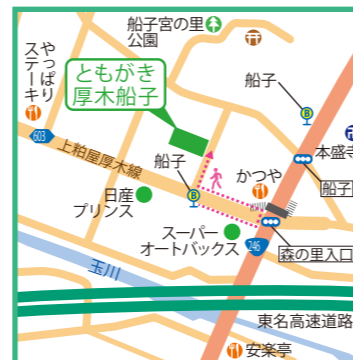 船子宮の里
公園
やっぱり
ステーキ
ともがき
厚木船子
船子
B
603
上粕屋厚木線
船子
B
本盛寺
かつや
船子
日産
プリンス
スーパー
オートバックス
246
森の里入口
玉川
東名高速道路
安楽亭